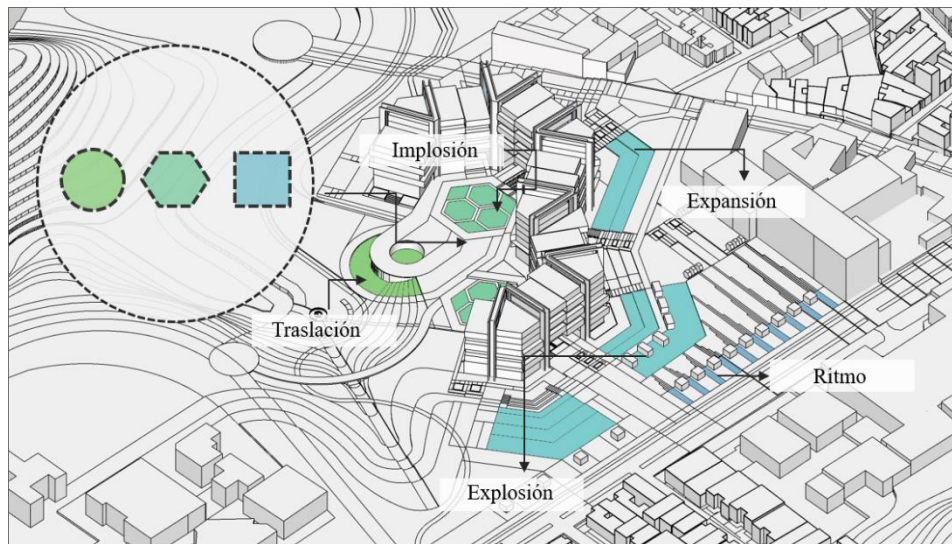 Implosión
Expansión
Traslación
Ritmo
Explosión